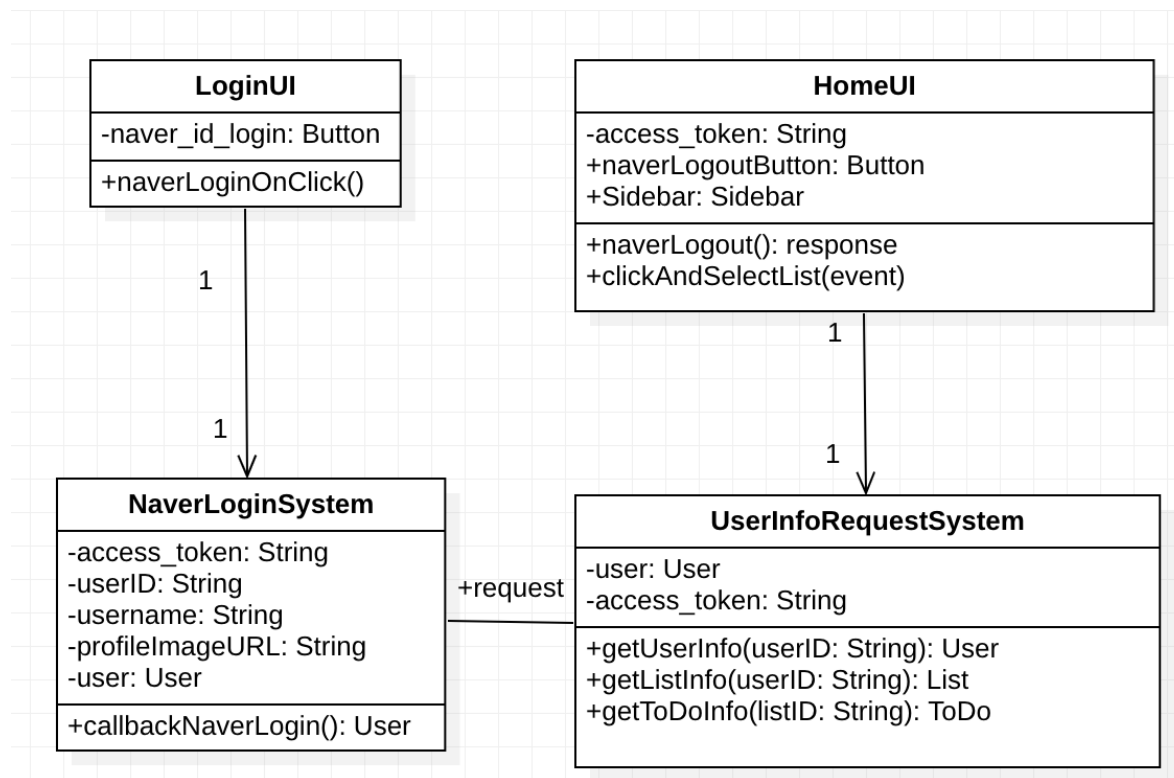 LoginUI
-naver_id_login: Button
+naverLoginOnClick()
HomeUI
-access_token: String
+naverLogoutButton: Button
+Sidebar: Sidebar
+naverLogout(): response
+clickAndSelectList(event)
1
1
1
1
NaverLoginSystem
-access_token: String
-userID: String
-username: String
-profileImageURL: String
-user: User
+callbackNaverLogin(): User
+request
UserInfoRequestSystem
-user: User
-access_token: String
+getUserInfo(userID: String): User
+getListInfo(userID: String): List
+getToDoInfo(listID: String): ToDo